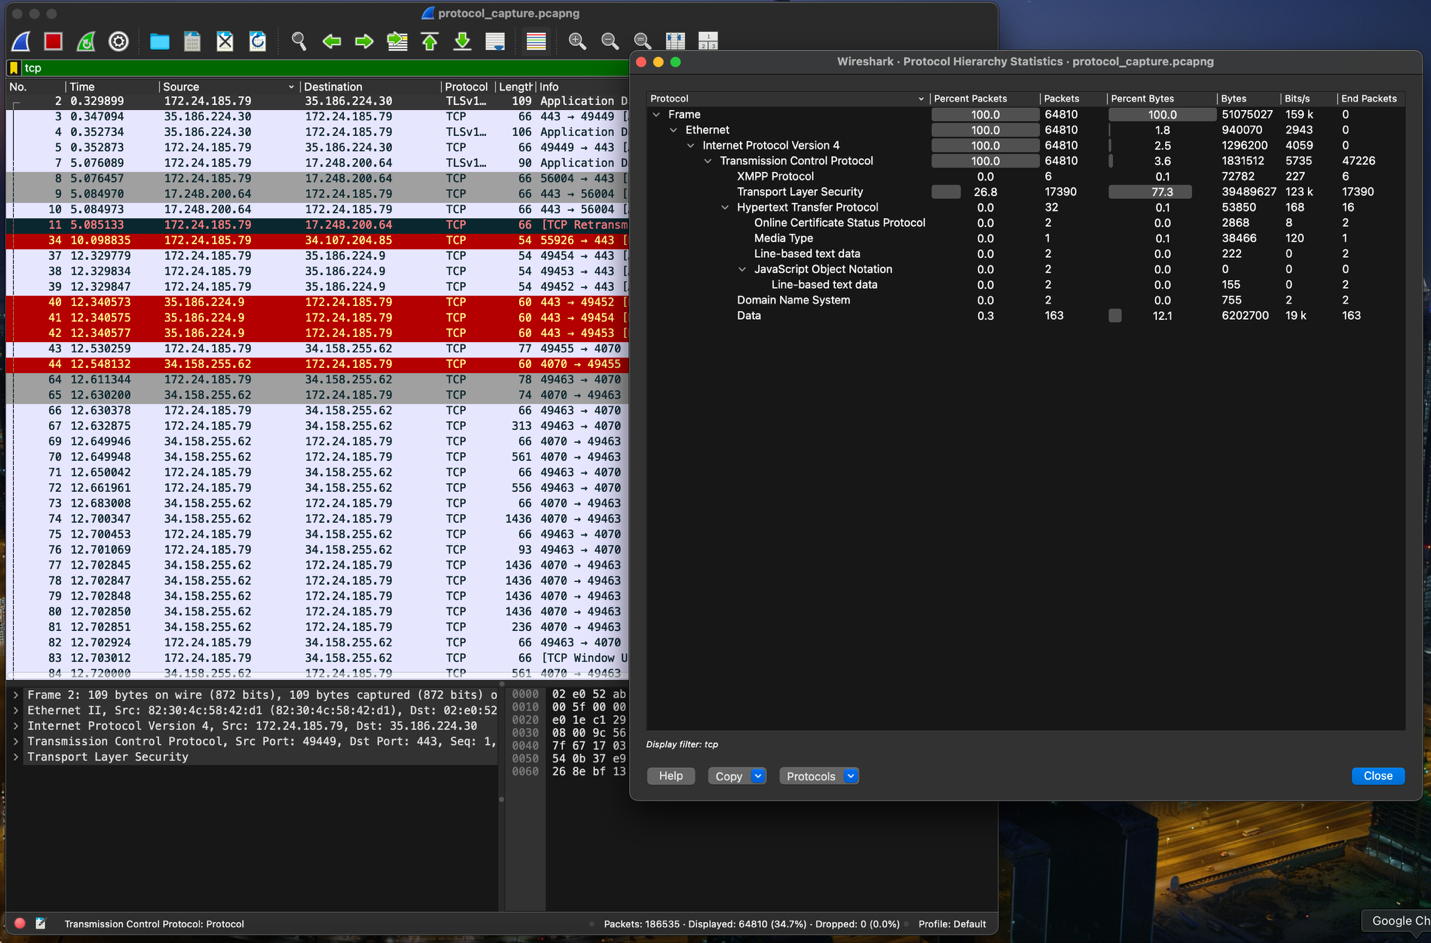 protocol_capture.pcapng
tcp
No. Time Source Destination Protocol Lengtl Info
2 0.329899 172.24.185.79 35.186.224.30 TLSv1… 109 Application D
3 0.347094 35.186.224.30 172.24.185.79 TCP 66 443 → 49449 [
4 0.352734 35.186.224.30 172.24.185.79 TLSv1… 106 Application D
5 0.352873 172.24.185.79 35.186.224.30 TCP 66 49449 → 443 [
7 5.076089 172.24.185.79 17.248.200.64 TLSv1… 90 Application D
8 5.076457 172.24.185.79 17.248.200.64 TCP 66 56004 → 443 [
9 5.084970 17.248.200.64 172.24.185.79 TCP 66 443 → 56004 [
10 5.084973 17.248.200.64 172.24.185.79 TCP 66 443 → 56004 [
11 5.085133 172.24.185.79 17.248.200.64 TCP 66 [TCP Retransm
34 10.098835 172.24.185.79 34.107.204.85 TCP 54 55926 → 443 [
37 12.329779 172.24.185.79 35.186.224.9 TCP 54 49454 → 443 [
38 12.329834 172.24.185.79 35.186.224.9 TCP 54 49453 → 443 [
39 12.329847 172.24.185.79 35.186.224.9 TCP 54 49452 → 443 [
40 12.340573 35.186.224.9 172.24.185.79 TCP 60 443 → 49452 [
41 12.340575 35.186.224.9 172.24.185.79 TCP 60 443 → 49454 [
42 12.340577 35.186.224.9 172.24.185.79 TCP 60 443 → 49453 [
43 12.530259 172.24.185.79 34.158.255.62 TCP 77 49455 → 4070
44 12.548132 34.158.255.62 172.24.185.79 TCP 60 4070 → 49455
64 12.611344 172.24.185.79 34.158.255.62 TCP 78 49463 → 4070
65 12.630200 34.158.255.62 172.24.185.79 TCP 74 4070 → 49463
66 12.630378 172.24.185.79 34.158.255.62 TCP 66 49463 → 4070
67 12.632875 172.24.185.79 34.158.255.62 TCP 313 49463 → 4070
69 12.649946 34.158.255.62 172.24.185.79 TCP 66 4070 → 49463
70 12.649948 34.158.255.62 172.24.185.79 TCP 561 4070 → 49463
71 12.650042 172.24.185.79 34.158.255.62 TCP 66 49463 → 4070
72 12.661961 172.24.185.79 34.158.255.62 TCP 556 49463 → 4070
73 12.683008 34.158.255.62 172.24.185.79 TCP 66 4070 → 49463
74 12.700347 34.158.255.62 172.24.185.79 TCP 1436 4070 → 49463
75 12.700453 172.24.185.79 34.158.255.62 TCP 66 49463 → 4070
76 12.701069 34.158.255.62 172.24.185.79 TCP 93 4070 → 49463
77 12.702845 34.158.255.62 172.24.185.79 TCP 1436 4070 → 49463
78 12.702847 34.158.255.62 172.24.185.79 TCP 1436 4070 → 49463
79 12.702848 34.158.255.62 172.24.185.79 TCP 1436 4070 → 49463
80 12.702850 34.158.255.62 172.24.185.79 TCP 1436 4070 → 49463
81 12.702851 34.158.255.62 172.24.185.79 TCP 236 4070 → 49463
82 12.702924 172.24.185.79 34.158.255.62 TCP 66 49463 → 4070
83 12.703012 172.24.185.79 34.158.255.62 TCP 66 [TCP Window U
84 12.720000 34.158.255.62 172.24.185.79 TCP 561 4070 → 49463
Frame 2: 109 bytes on wire (872 bits), 109 bytes captured (872 bits) o
Ethernet II, Src: 82:30:4c:58:42:d1 (82:30:4c:58:42:d1), Dst: 02:e0:52
Internet Protocol Version 4, Src: 172.24.185.79, Dst: 35.186.224.30
Transmission Control Protocol, Src Port: 49449, Dst Port: 443, Seq: 1,
Transport Layer Security
0000 02 e0 52 ab
0010 00 5f 00 00
0020 e0 1e c1 29
0030 08 00 9c 56
0040 7f 67 17 03
0050 54 0b 37 e9
0060 26 8e bf 13
Transmission Control Protocol: Protocol
Packets: 186535 · Displayed: 64810 (34.7%) · Dropped: 0 (0.0%)
Profile: Default
Wireshark · Protocol Hierarchy Statistics · protocol_capture.pcapng
Protocol Percent Packets Packets Percent Bytes Bytes Bits/s End Packets
Frame 100.0 64810 100.0 51075027 159 k 0
Ethernet 100.0 64810 1.8 940070 2943 0
Internet Protocol Version 4 100.0 64810 2.5 1296200 4059 0
Transmission Control Protocol 100.0 64810 3.6 1831512 5735 47226
XMPP Protocol 0.0 6 0.1 72782 227 6
Transport Layer Security 26.8 17390 77.3 39489627 123 k 17390
Hypertext Transfer Protocol 0.0 32 0.1 53850 168 16
Online Certificate Status Protocol 0.0 12 0.0 2868 8 2
Media Type 0.0 1 0.1 38466 120 1
Line-based text data 0.0 2 0.0 222 0 2
JavaScript Object Notation 0.0 2 0.0 0 0 0
Line-based text data 0.0 2 0.0 155 0 2
Domain Name System 0.0 2 0.0 755 2 2
Data 0.3 163 12.1 6202700 19 k 163
Display filter: tcp
Help
Copy
Protocols
Close
Google Ch